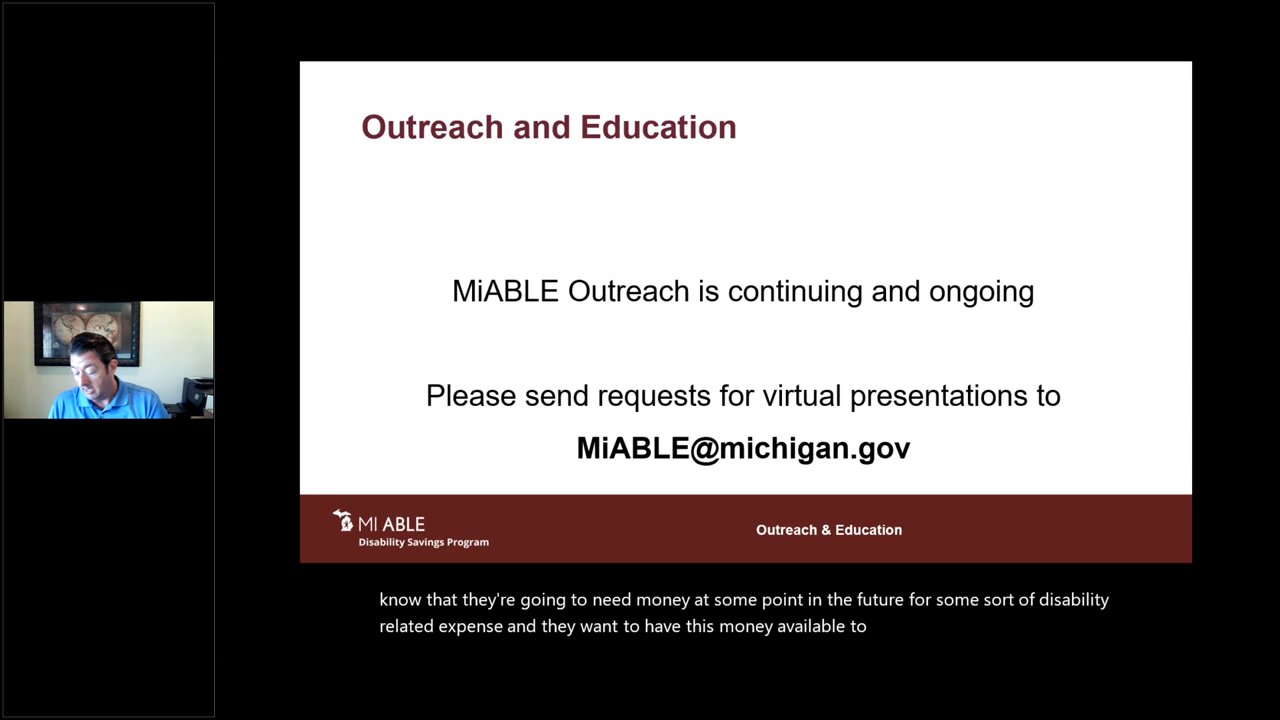 Outreach and Education
MiABLE Outreach is continuing and ongoing
Please send requests for virtual presentations to
MiABLE@michigan.gov
MI ABLE
Disability Savings Program
Outreach & Education
know that they're going to need money at some point in the future for some sort of disability
related expense and they want to have this money available to